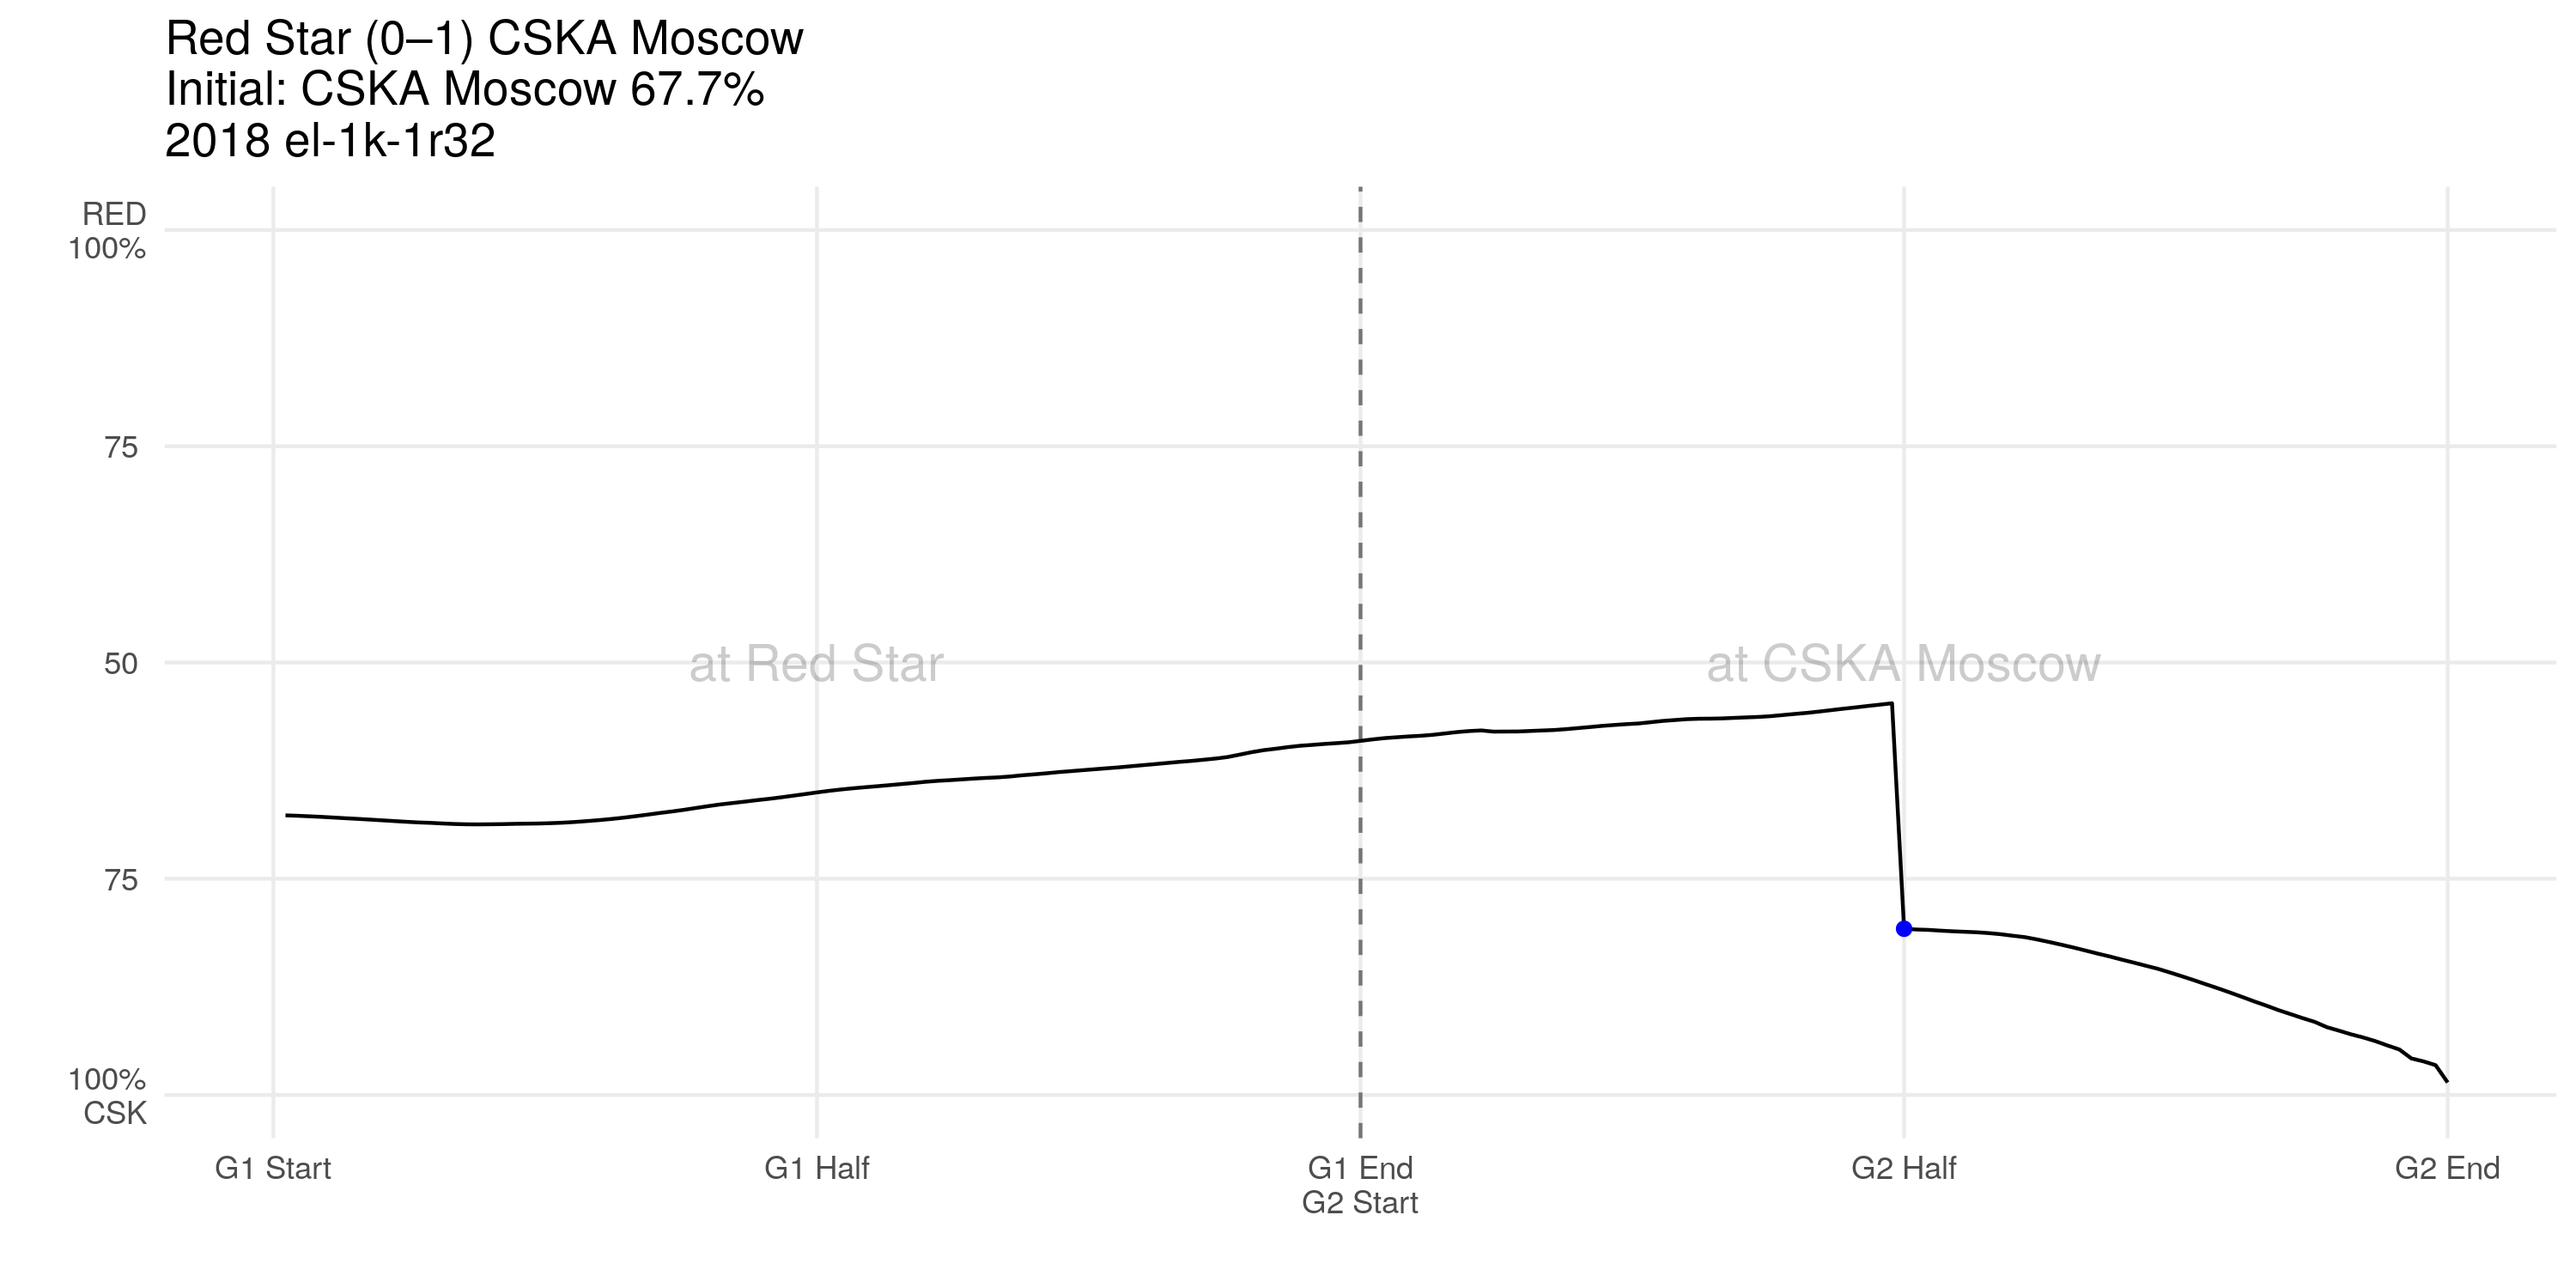 Red Star (0–1) CSKA Moscow
Initial: CSKA Moscow 67.7%
2018 el-1k-1r32
RED
100%
75
50
75
100%
CSK
at Red Star
at CSKA Moscow
G1 Start
G1 Half
G1 End
G2 Start
G2 Half
G2 End